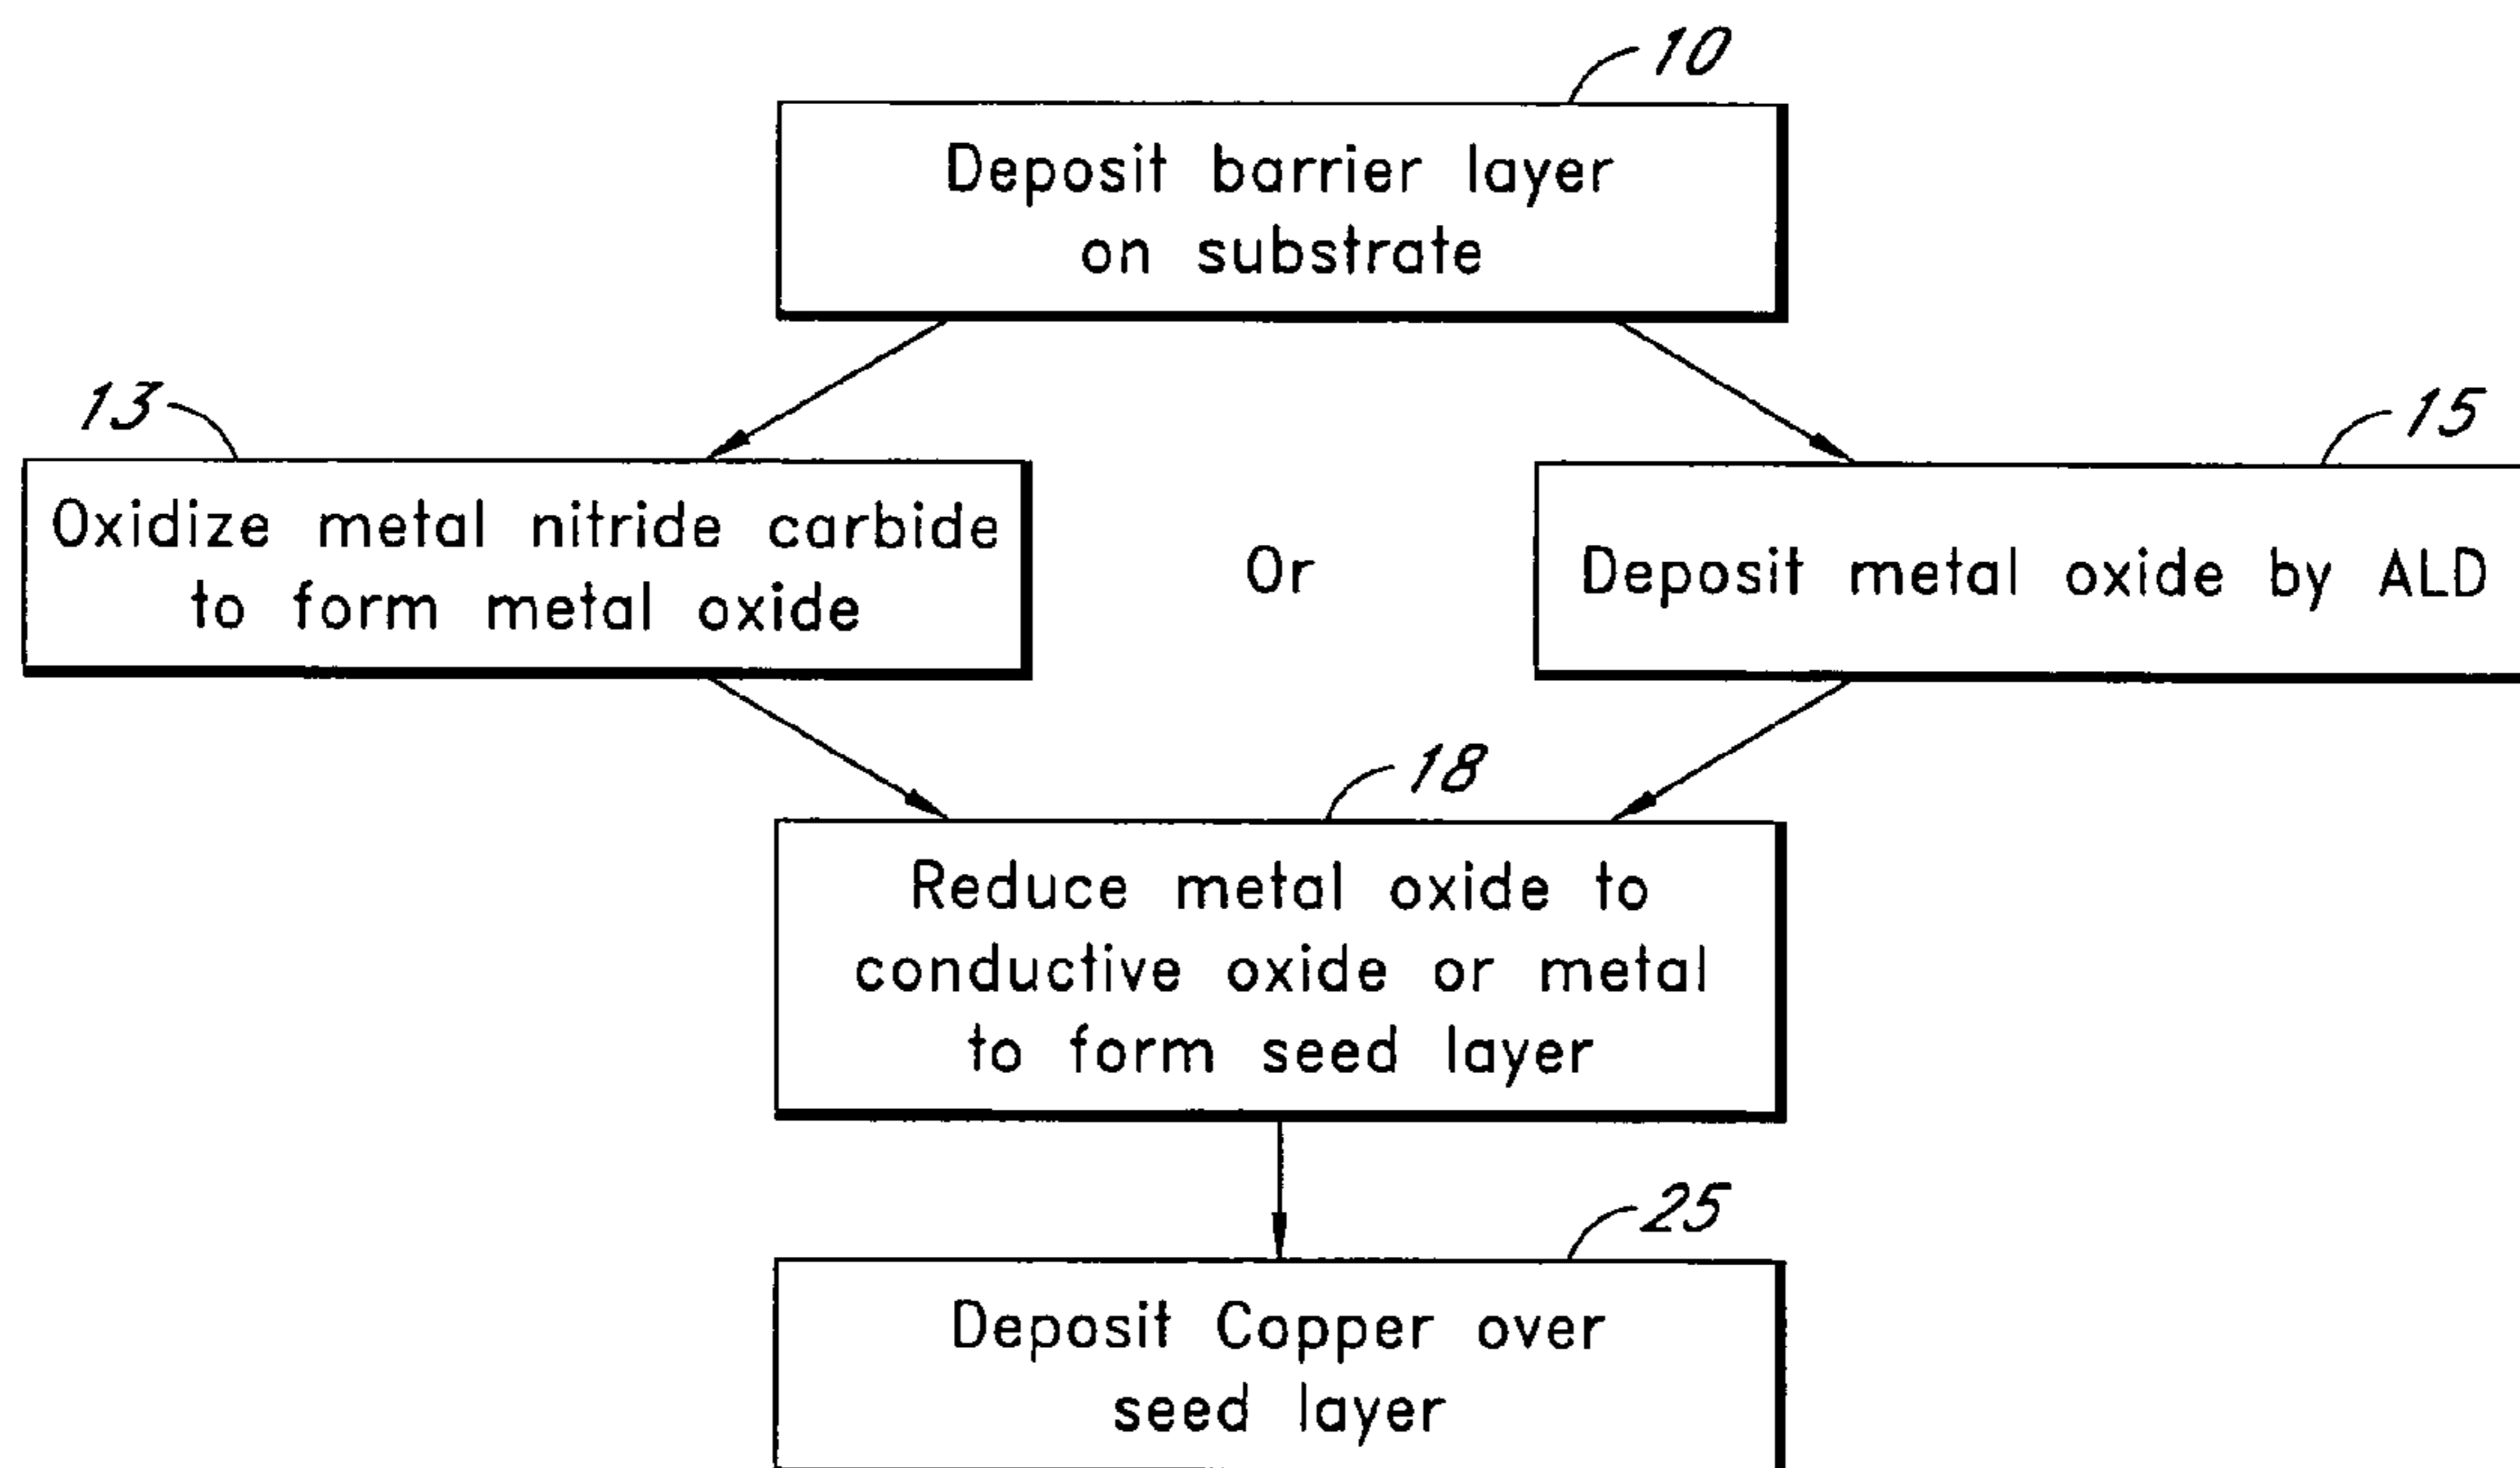 10
Deposit barrier layer
on substrate
13
Oxidize metal nitride carbide
to form metal oxide
Or
15
Deposit metal oxide by ALD
18
Reduce metal oxide to
conductive oxide or metal
to form seed layer
25
Deposit Copper over
seed layer